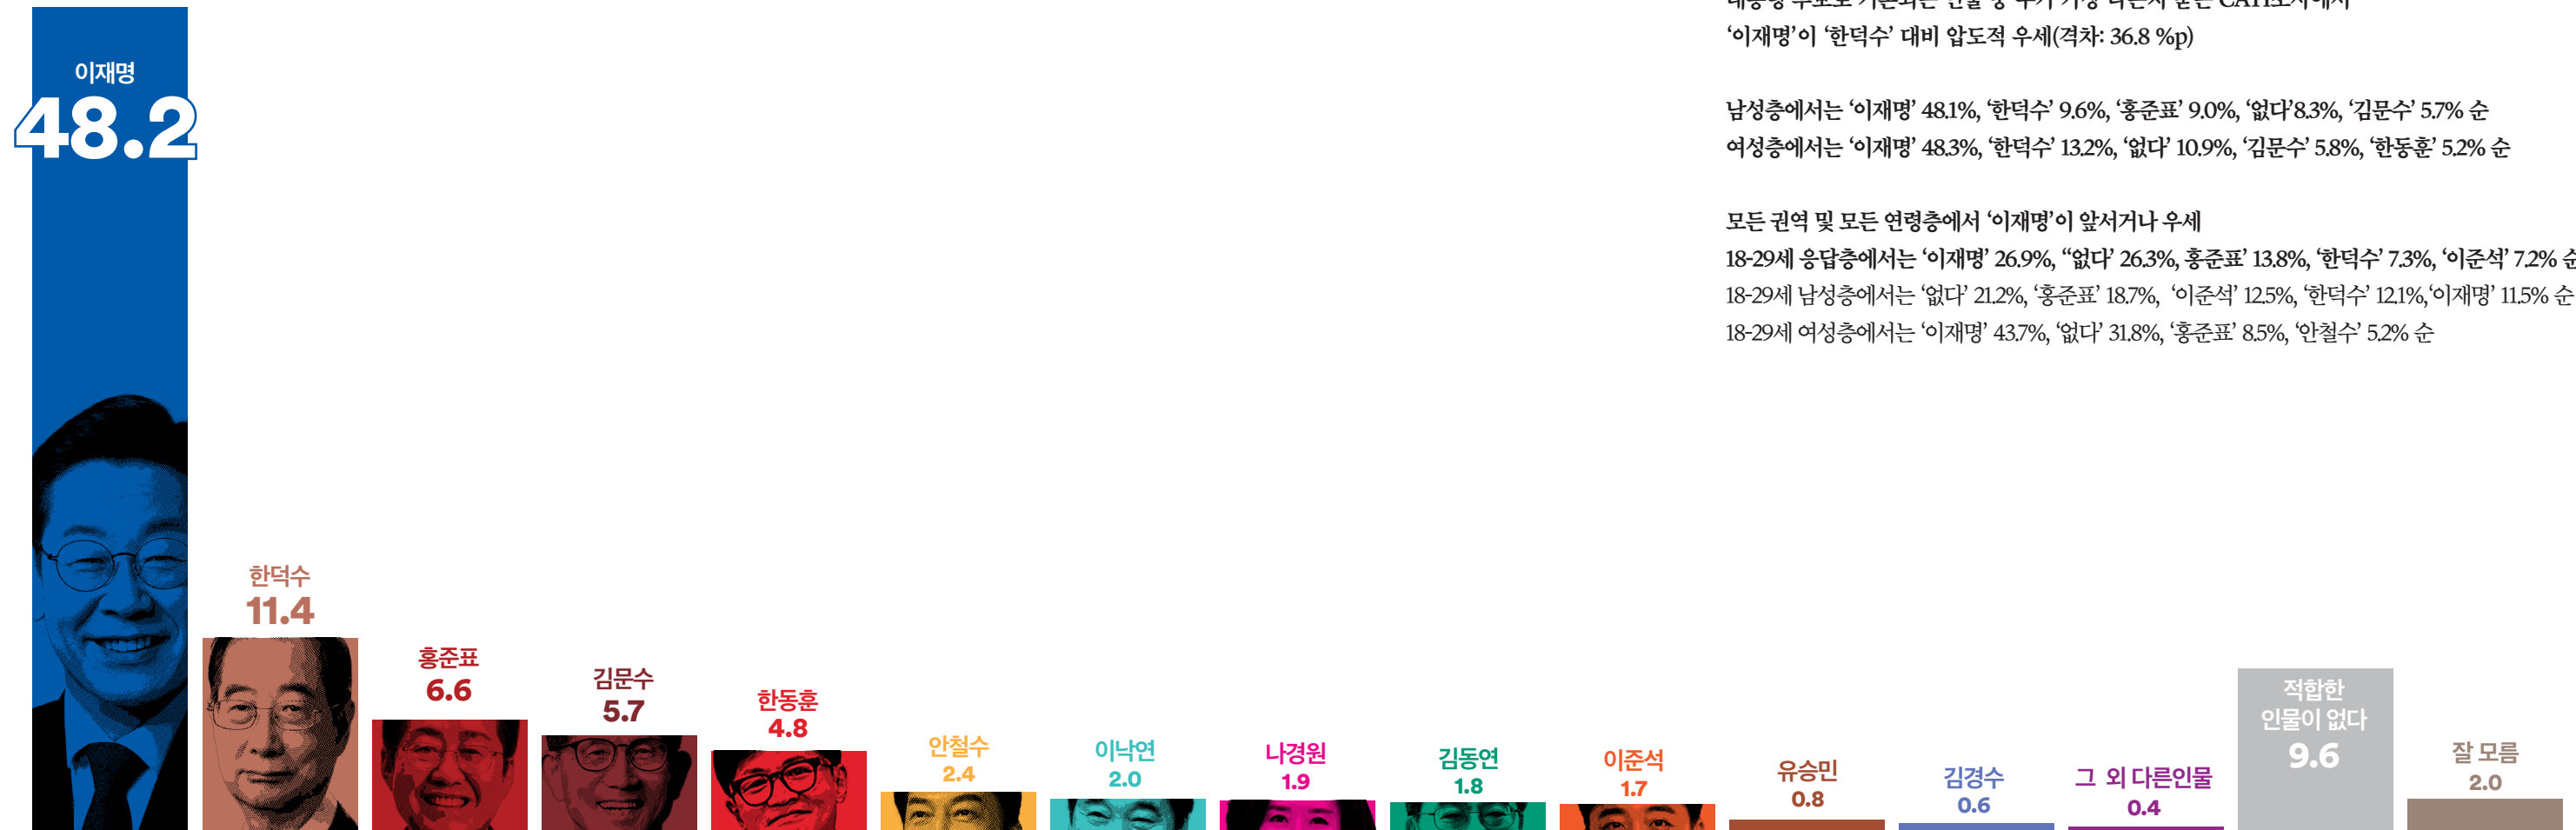 ‘이재명’이 ‘한덕수’ 대비 압도적 우세(격차: 36.8 %p)
남성층에서는 ‘이재명’ 48.1%, ‘한덕수’ 9.6%, ‘홍준표’ 9.0%, ‘없다’8.3%, ‘김문수’ 5.7% 순
여성층에서는 ‘이재명’ 48.3%, ‘한덕수’ 13.2%, ‘없다’ 10.9%, ‘김문수’ 5.8%, ‘한동훈’ 5.2% 순
모든 권역 및 모든 연령층에서 ‘이재명’이 앞서거나 우세
18-29세 응답층에서는 ‘이재명’ 26.9%, “없다’ 26.3%, 홍준표’ 13.8%, ‘한덕수’ 7.3%, ‘이준석’ 7.2% 순
18-29세 남성층에서는 ‘없다’ 21.2%, ‘홍준표’ 18.7%, ‘이준석’ 12.5%, ‘한덕수’ 12.1%,‘이재명’ 11.5% 순
18-29세 여성층에서는 ‘이재명’ 43.7%, ‘없다’ 31.8%, ‘홍준표’ 8.5%, ‘안철수’ 5.2% 순
이재명
48.2
한덕수
11.4
홍준표
6.6
김문수
5.7
한동훈
4.8
안철수
2.4
이낙연
2.0
나경원
1.9
김동연
1.8
이준석
1.7
유승민
0.8
김경수
0.6
그 외 다른인물
0.4
적합한
인물이 없다
9.6
잘 모름
2.0